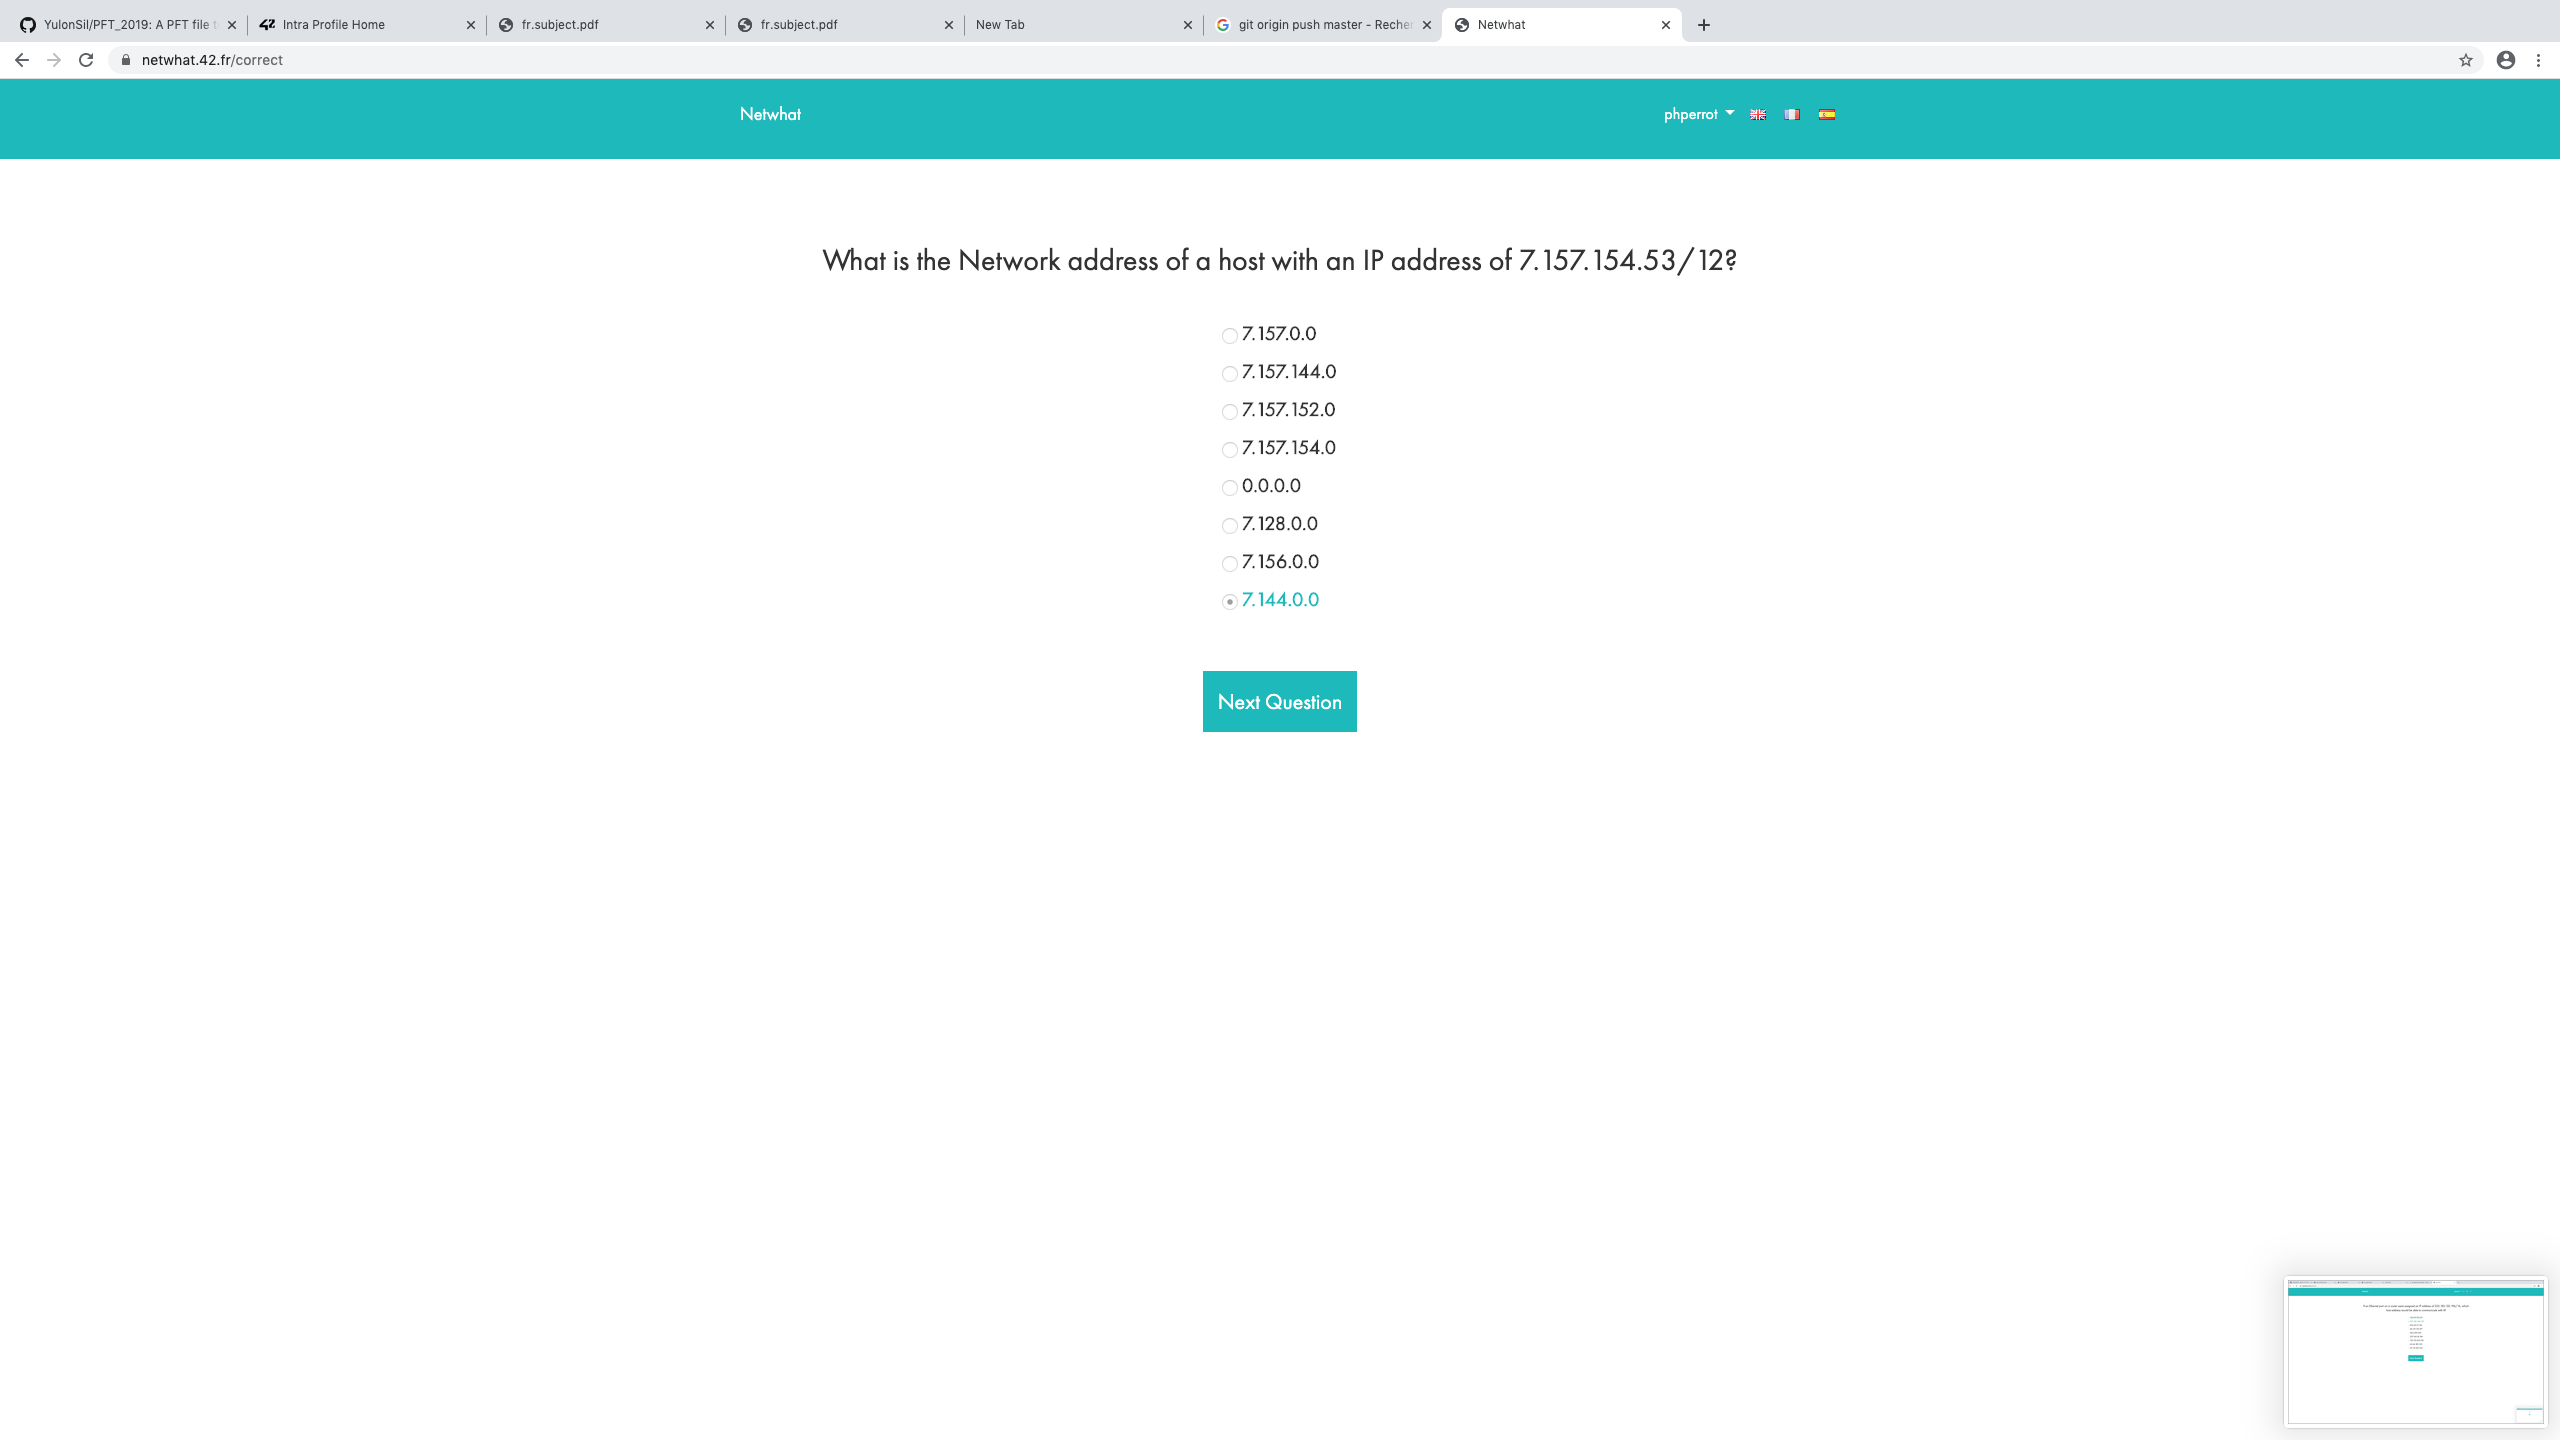 YulonSil/PFT_2019: A PFT file t
Intra Profile Home
fr.subject.pdf
fr.subject.pdf
New Tab
git origin push master - Recher
Netwhat
netwhat.42.fr/correct
Netwhat
phperrot
What is the Network address of a host with an IP address of 7.157.154.53/12?
7.157.0.0
7.157.144.0
7.157.152.0
7.157.154.0
0.0.0.0
7.128.0.0
7.156.0.0
7.144.0.0
Next Question